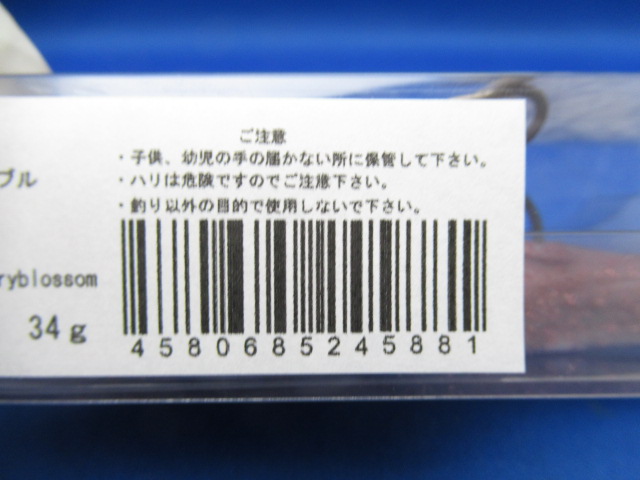 ご注意
・子供、幼児の手の届かない所に保管して下さい。
ブル
・ハリは危険ですのでご注意下さい。
・釣り以外の目的で使用しないで下さい。
ryblossom
34g
4580685245881